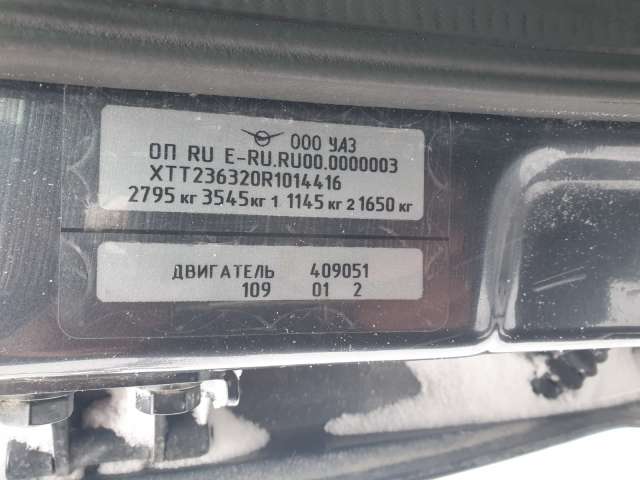 ООО УАЗ
ОП RU E-RU.RU00.0000003
XTT236320R1014416
2795 кг 3545 кг 1 1145 кг 2 1650 кг
ДВИГАТЕЛЬ 409051
109 01 2